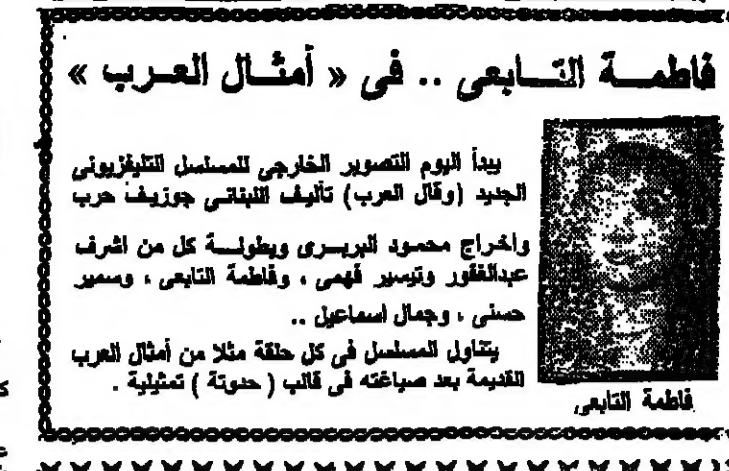 فاطمة التابعى .. فى « أمثال العرب »
يبدأ اليوم التصوير الخارجى للمسلسل التليفزيونى
الجديد (وقال العرب) تأليف اللبنانى جوزيف حرب
وأخراج محمود البربرى وبطولة كل من اشرف
عبدالغفور وتيسير فهمى ، وفاطمة التابعى ، وسمير
حسنى ، وجمال اسماعيل ..
يتناول المسلسل فى كل حلقة مثلا من أمثال العرب
القديمة بعد صياغته فى قالب ( حدوتة ) تمثيلية .
فاطمة التابعى